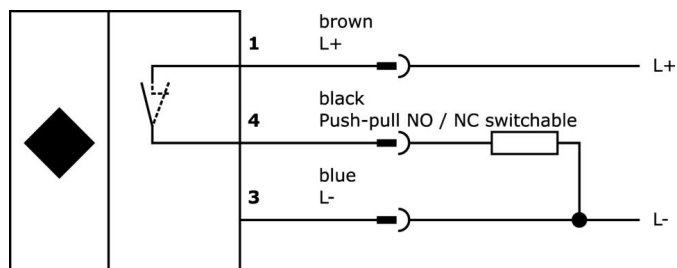 brown
1 L+ L+
black
4 Push-pull NO / NC switchable
blue
3 L- L-